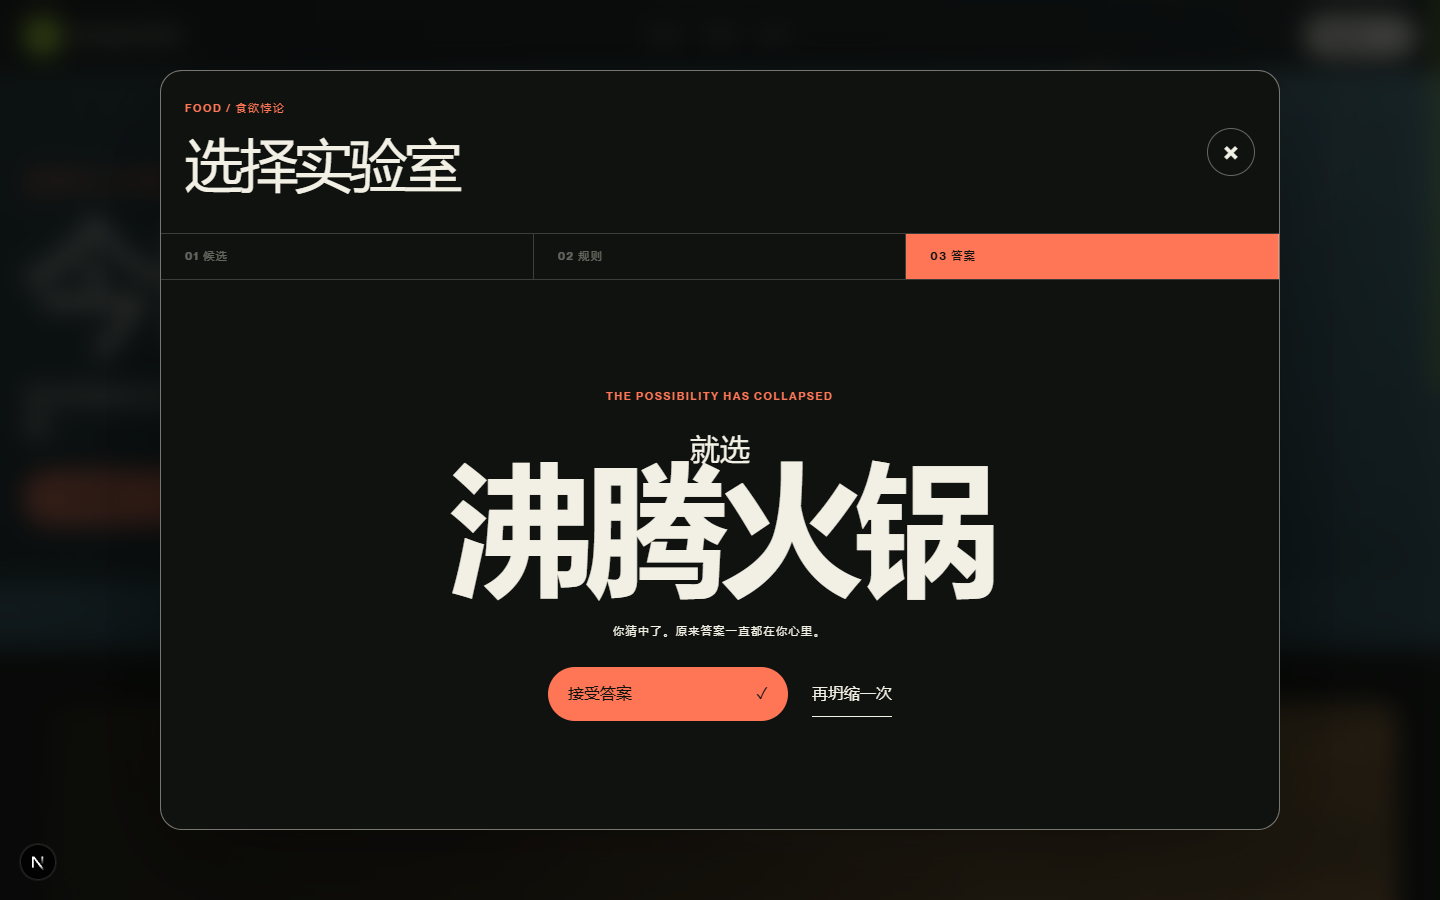 FOOD / 食欲悖论
选择实验室
01 候选
02 规则
03 答案
THE POSSIBILITY HAS COLLAPSED
就选
沸腾火锅
你猜中了。原来答案一直都在你心里。
接受答案 ✓
再坍缩一次
今
N